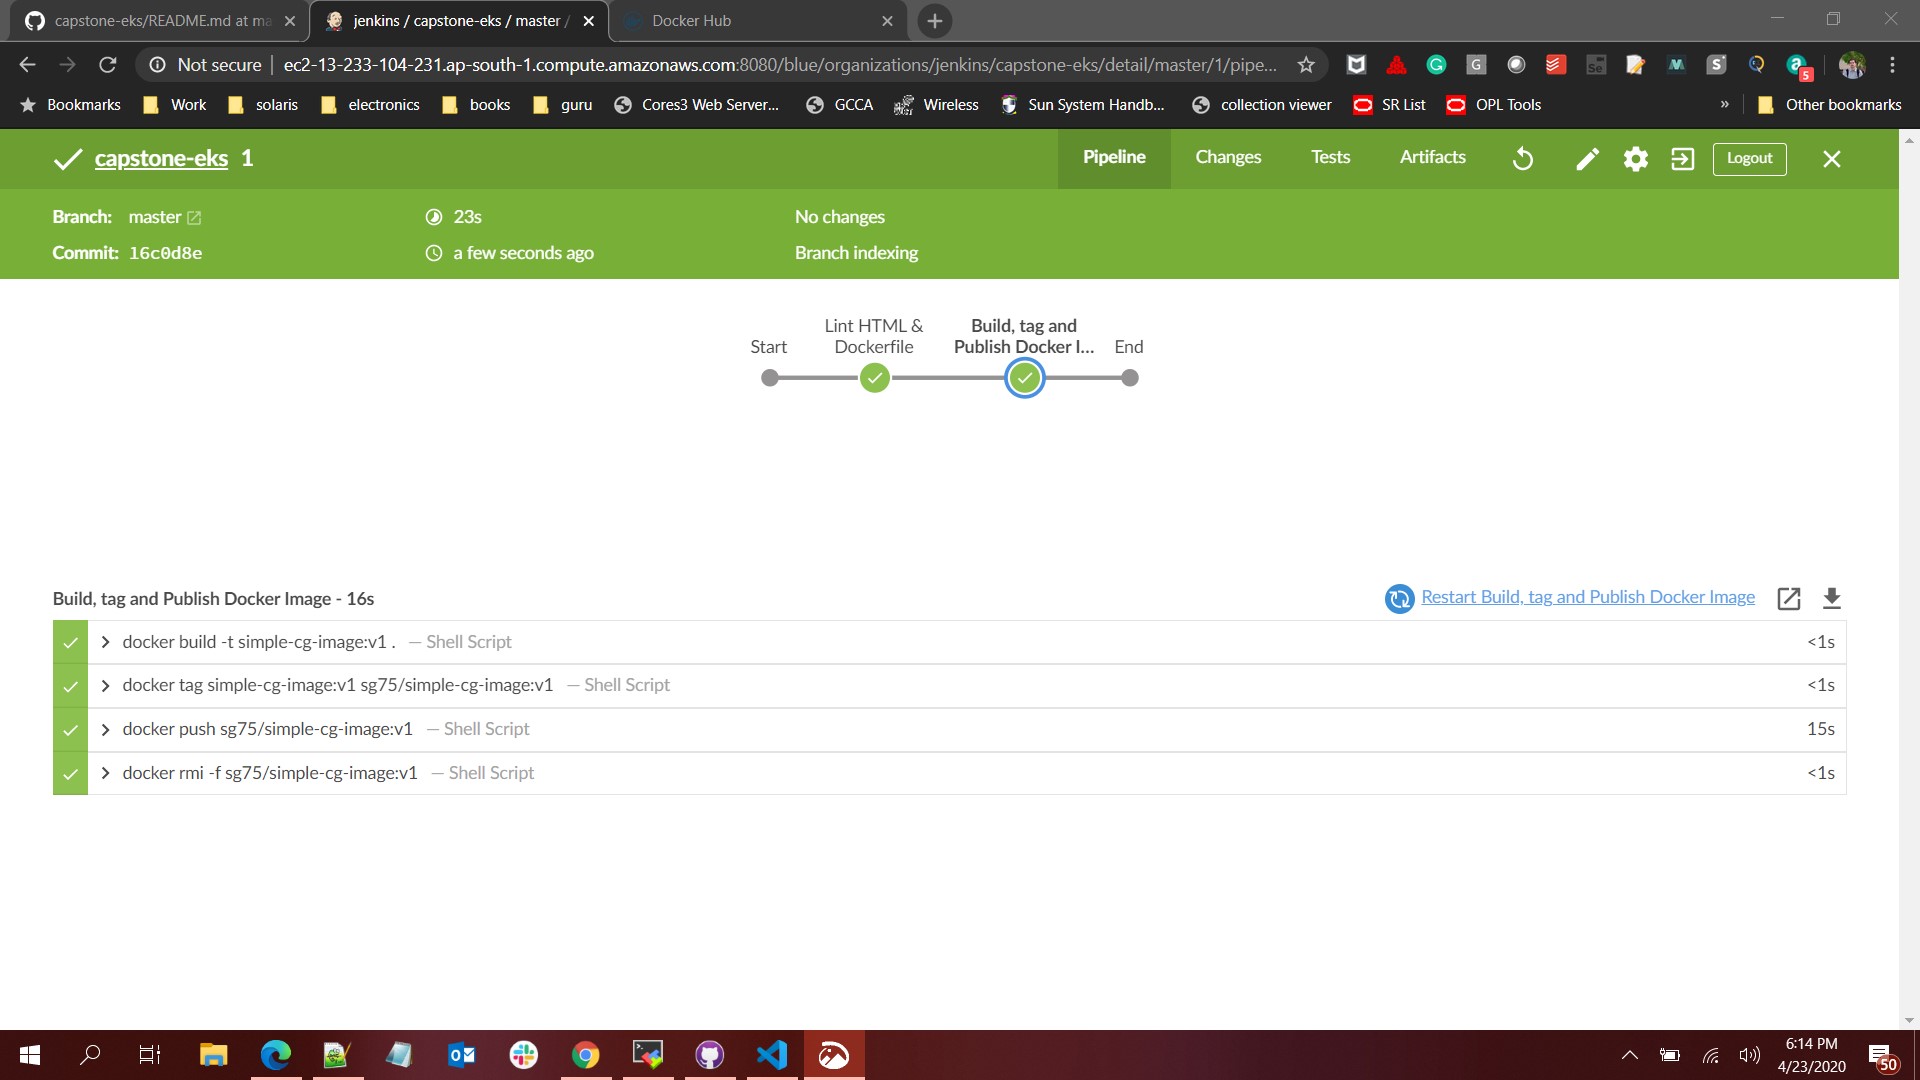 capstone-eks/README.md at ma
jenkins / capstone-eks / master /
Docker Hub
Not secure
ec2-13-233-104-231.ap-south-1.compute.amazonaws.com:8080/blue/organizations/jenkins/capstone-eks/detail/master/1/pipe...
5
Bookmarks
Work
solaris
electronics
books
guru
Cores3 Web Server...
GCCA
Wireless
Sun System Handb...
collection viewer
SR List
OPL Tools
»
Other bookmarks
capstone-eks 1
Pipeline
Changes
Tests
Artifacts
Logout
Branch: master
23s
No changes
Commit: 16c0d8e
a few seconds ago
Branch indexing
Start
Lint HTML &
Dockerfile
Build, tag and
Publish Docker I...
End
Build, tag and Publish Docker Image - 16s
Restart Build, tag and Publish Docker Image
docker build -t simple-cg-image:v1 . — Shell Script
<1s
docker tag simple-cg-image:v1 sg75/simple-cg-image:v1 — Shell Script
<1s
docker push sg75/simple-cg-image:v1 — Shell Script
15s
docker rmi -f sg75/simple-cg-image:v1 — Shell Script
<1s
6:14 PM
4/23/2020
50